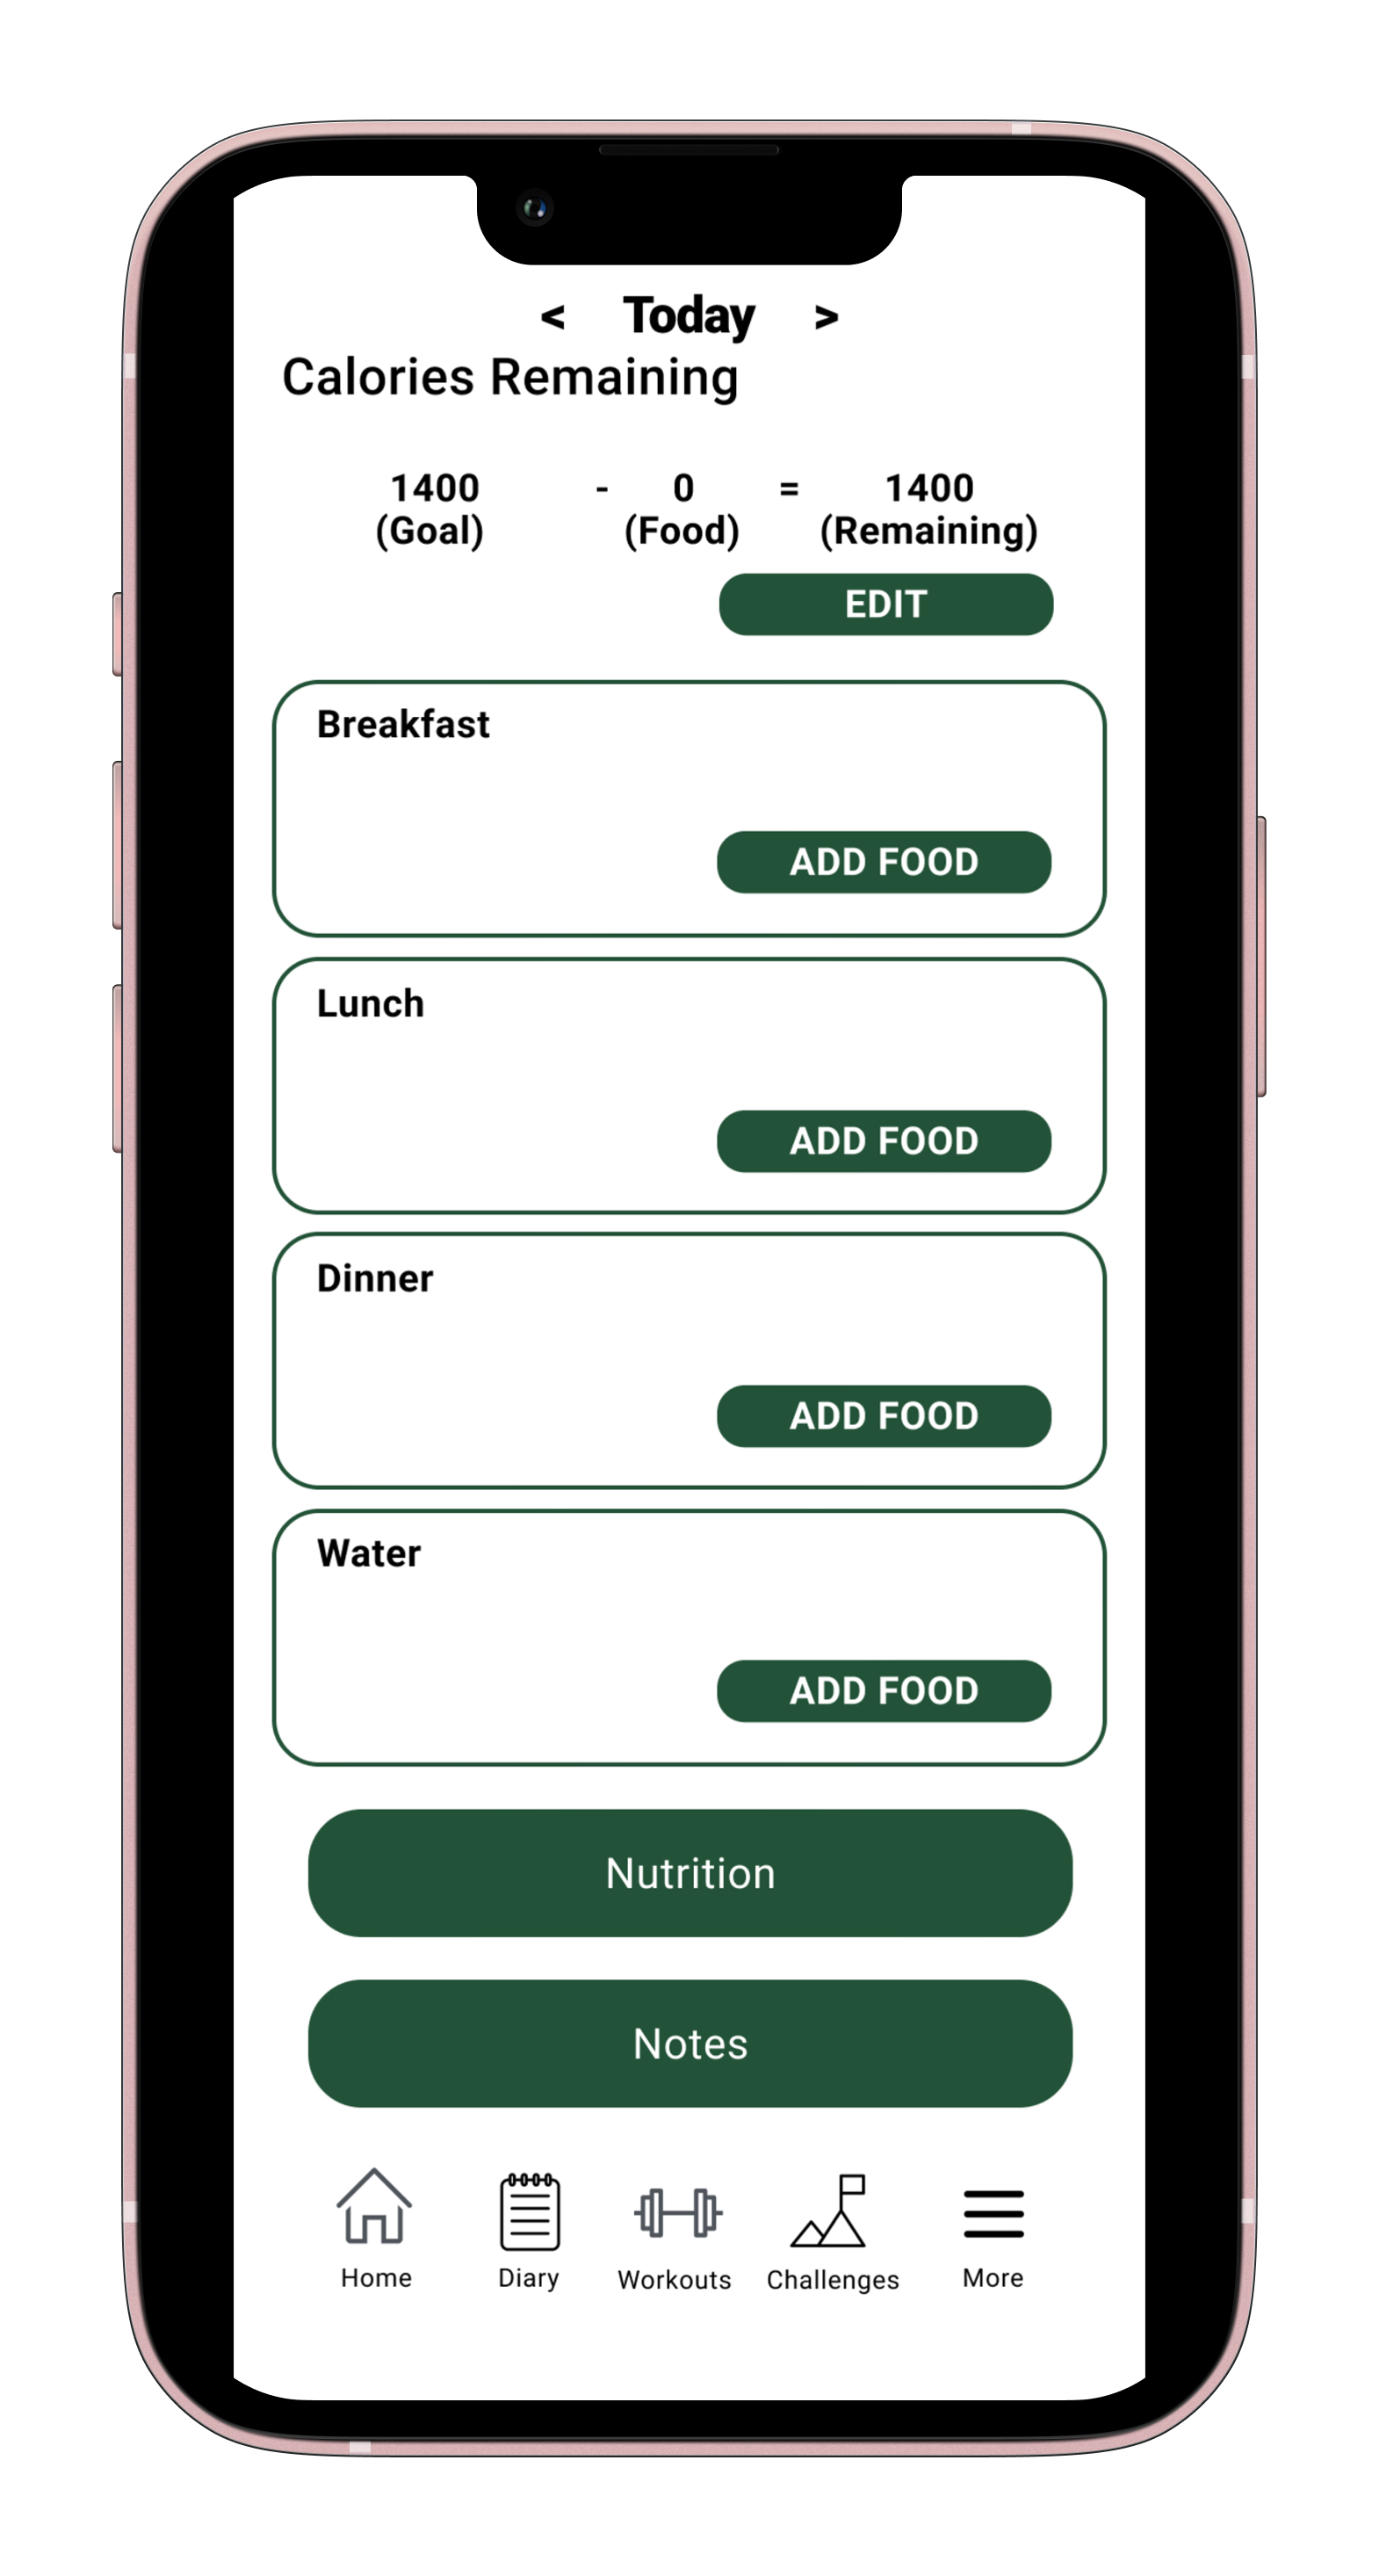 < Today >
Calories Remaining
1400 - 0 = 1400
(Goal) (Food) (Remaining)
EDIT
Breakfast
ADD FOOD
Lunch
ADD FOOD
Dinner
ADD FOOD
Water
ADD FOOD
Nutrition
Notes
Home Diary Workouts Challenges More